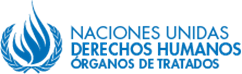 NACIONES UNIDAS
DERECHOS HUMANOS
ÓRGANOS DE TRATADOS